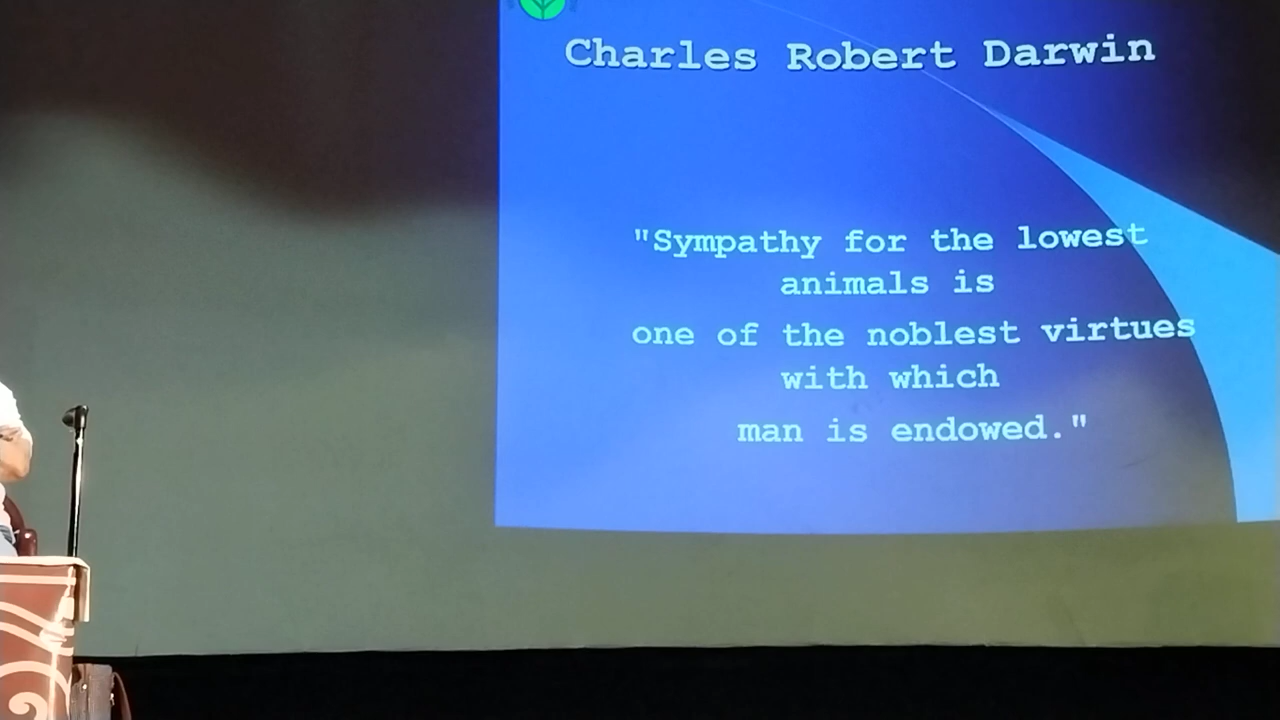 Charles Robert Darwin
"Sympathy for the lowest
animals is
one of the noblest virtues
with which
man is endowed."